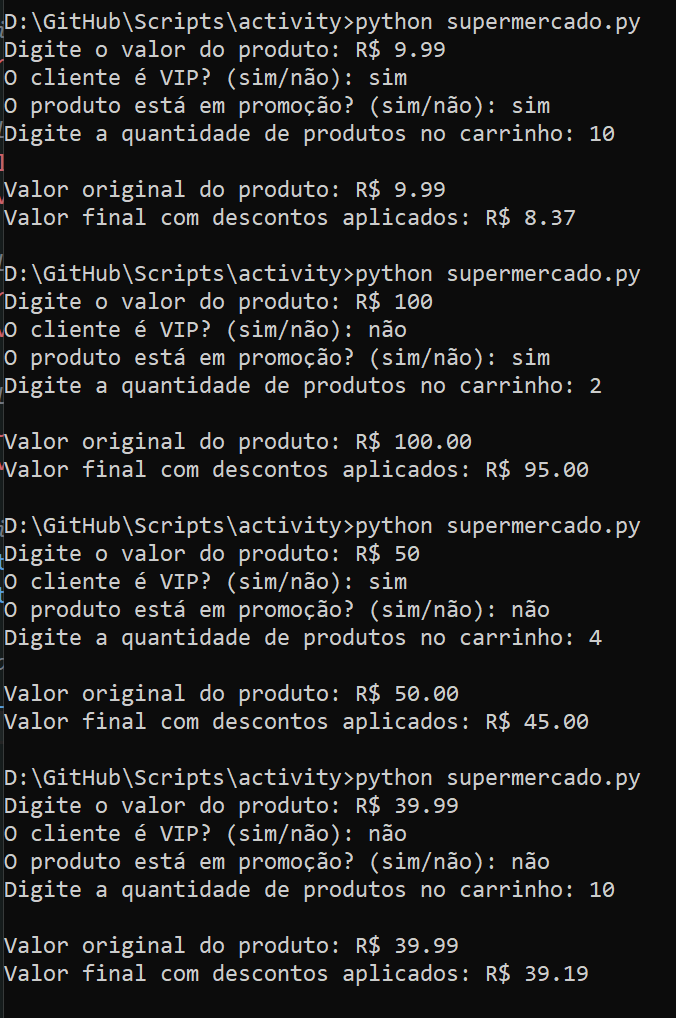 D:\GitHub\Scripts\activity>python supermercado.py
Digite o valor do produto: R$ 9.99
O cliente é VIP? (sim/não): sim
O produto está em promoção? (sim/não): sim
Digite a quantidade de produtos no carrinho: 10
Valor original do produto: R$ 9.99
Valor final com descontos aplicados: R$ 8.37
D:\GitHub\Scripts\activity>python supermercado.py
Digite o valor do produto: R$ 100
O cliente é VIP? (sim/não): não
O produto está em promoção? (sim/não): sim
Digite a quantidade de produtos no carrinho: 2
Valor original do produto: R$ 100.00
Valor final com descontos aplicados: R$ 95.00
D:\GitHub\Scripts\activity>python supermercado.py
Digite o valor do produto: R$ 50
O cliente é VIP? (sim/não): sim
O produto está em promoção? (sim/não): não
Digite a quantidade de produtos no carrinho: 4
Valor original do produto: R$ 50.00
Valor final com descontos aplicados: R$ 45.00
D:\GitHub\Scripts\activity>python supermercado.py
Digite o valor do produto: R$ 39.99
O cliente é VIP? (sim/não): não
O produto está em promoção? (sim/não): não
Digite a quantidade de produtos no carrinho: 10
Valor original do produto: R$ 39.99
Valor final com descontos aplicados: R$ 39.19